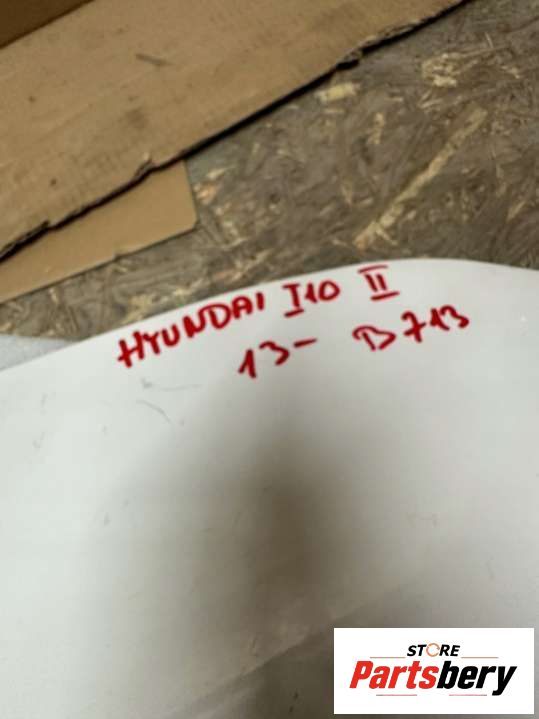 HYUNDAI I10 II
13- B713
STORE
Partsbery